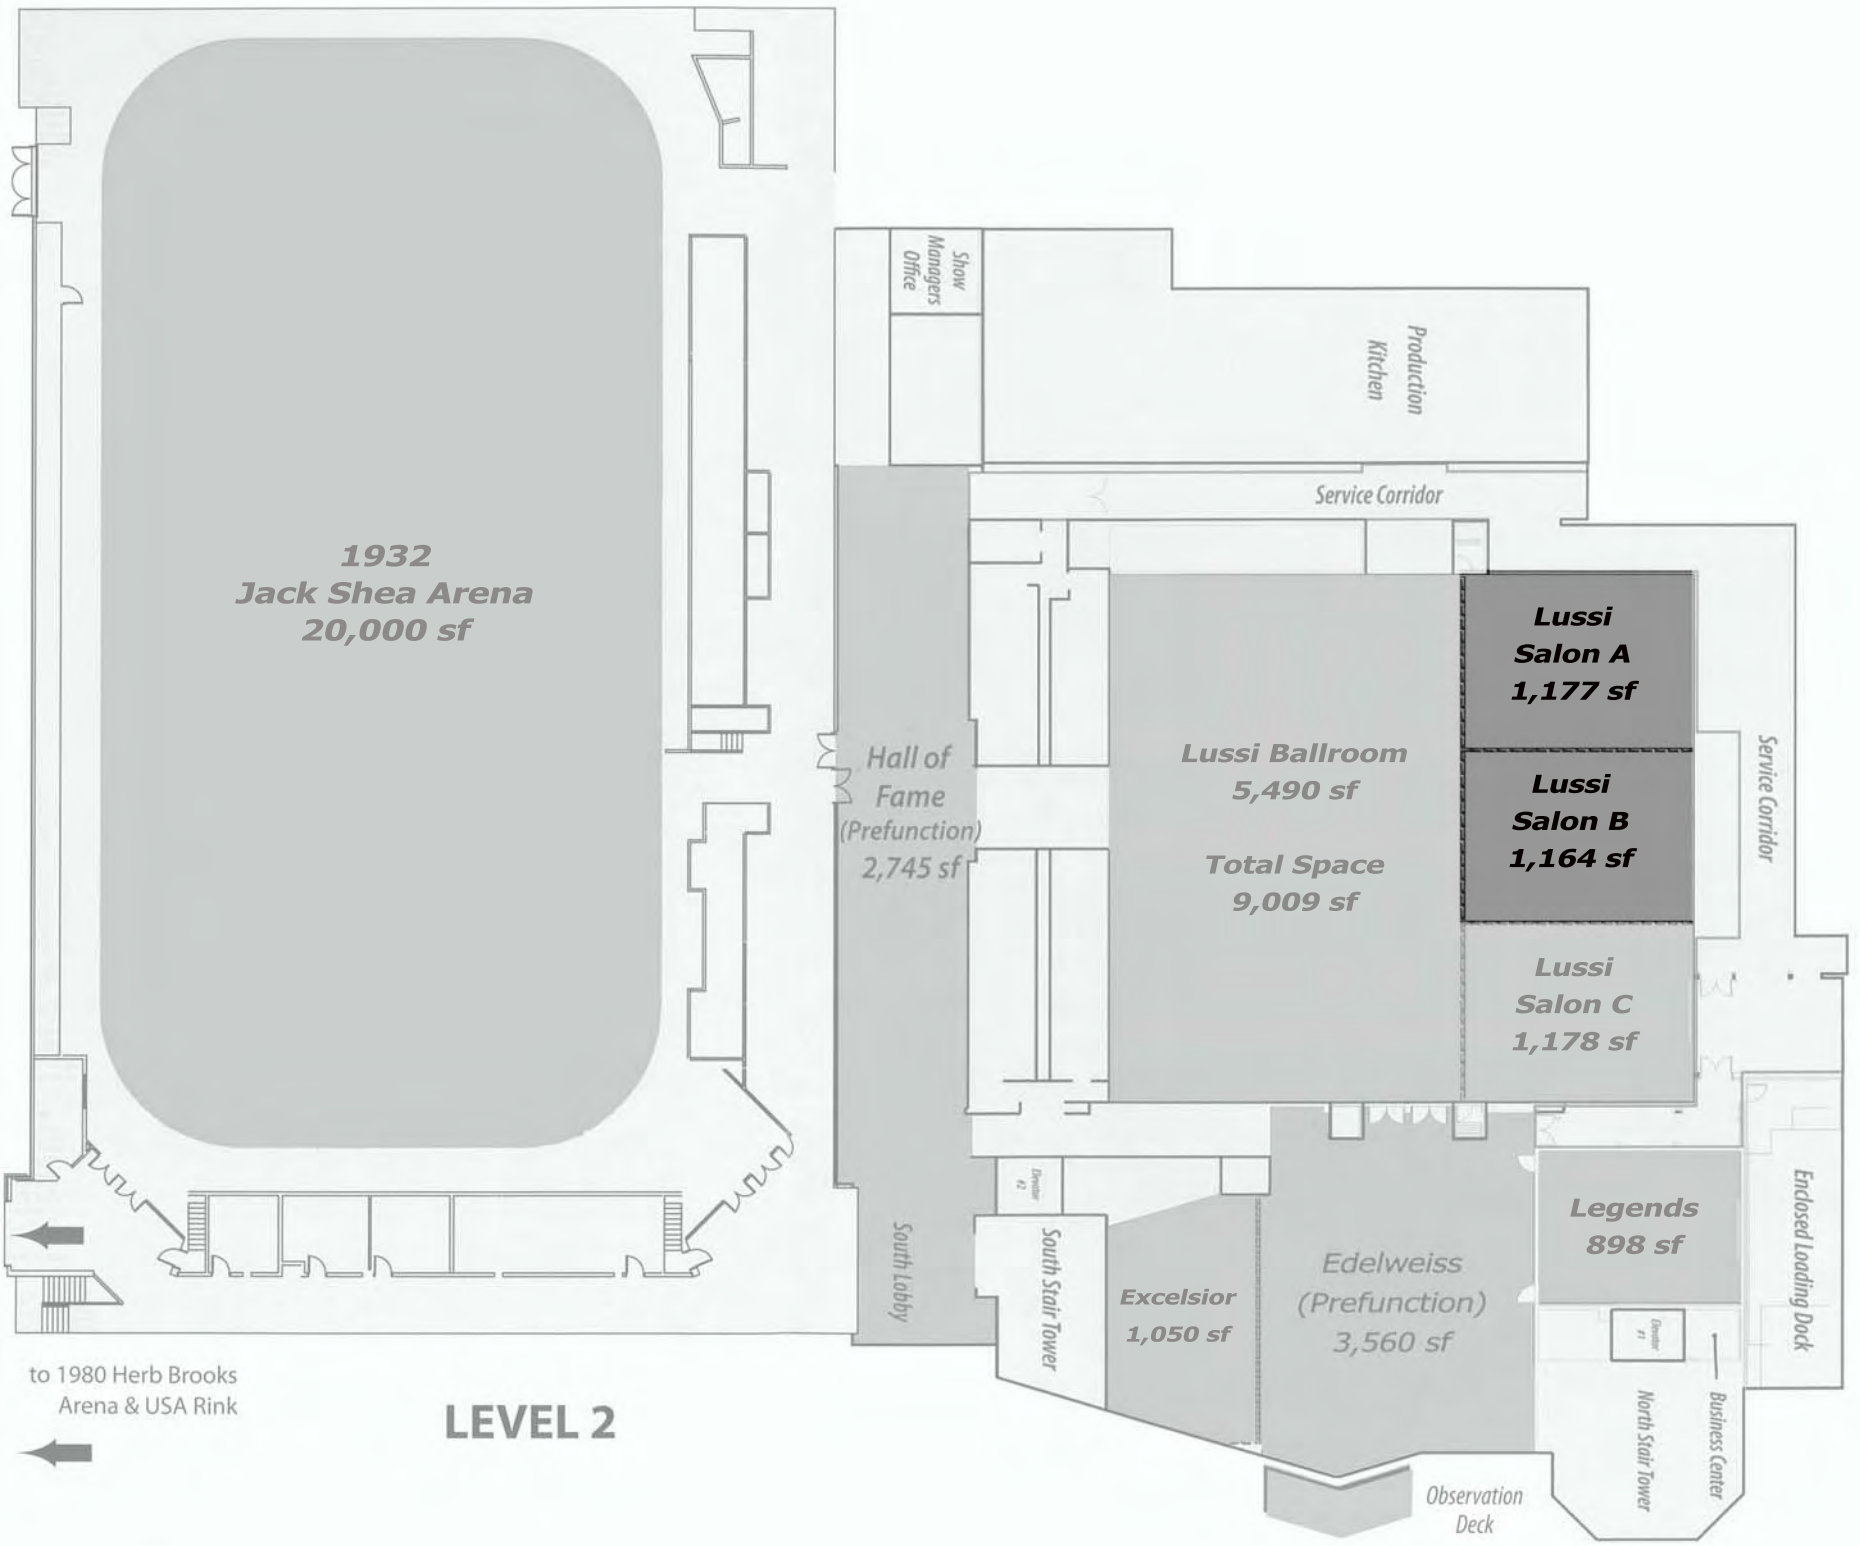 Show
Managers
Office
Production
Kitchen
Service Corridor
1932
Jack Shea Arena
20,000 sf
Lussi
Salon A
1,177 sf
Hall of
Fame
(Prefunction)
2,745 sf
Lussi Ballroom
5,490 sf
Total Space
9,009 sf
Lussi
Salon B
1,164 sf
Service Corridor
Lussi
Salon C
1,178 sf
Elevator
#2
South Lobby
South Stair Tower
Excelsior
1,050 sf
Edelweiss
(Prefunction)
3,560 sf
Legends
898 sf
Enclosed Loading Dock
Elevator
#1
North Stair Tower
Business Center
to 1980 Herb Brooks
Arena & USA Rink
LEVEL 2
Observation
Deck